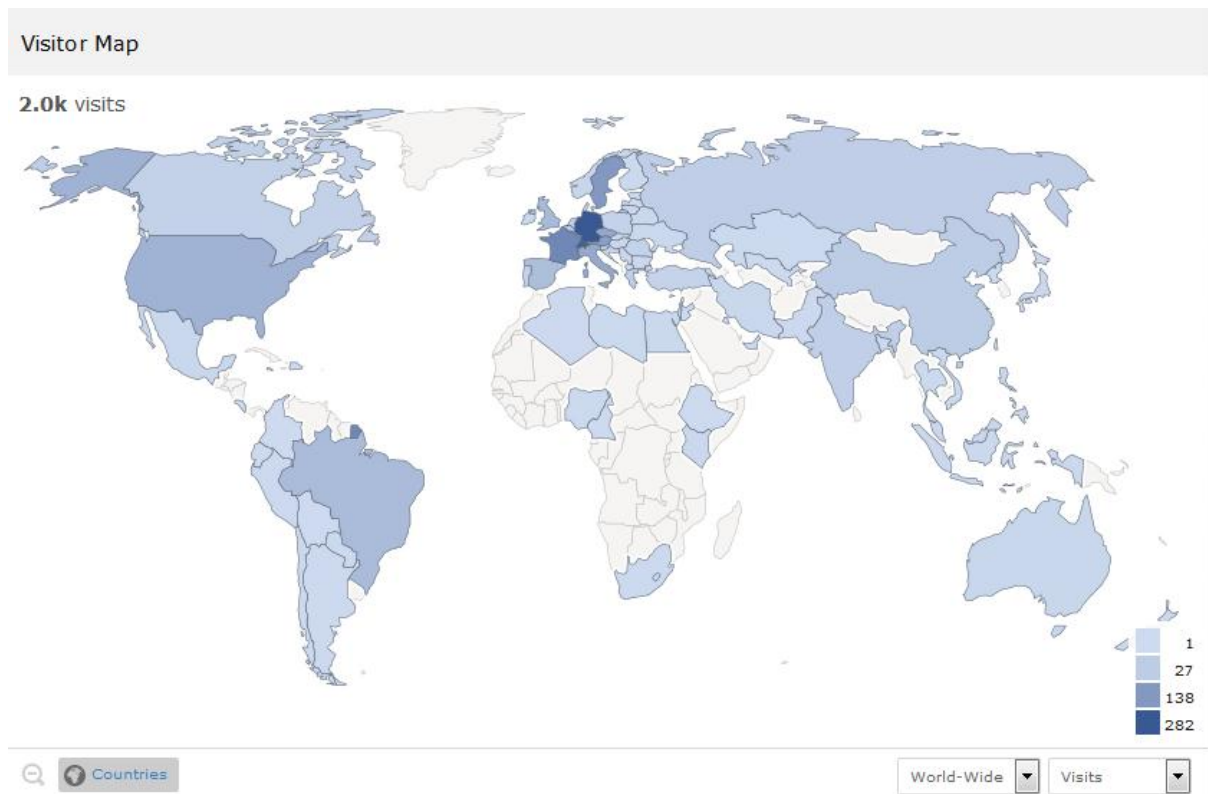 Visitor Map
2.0k visits
1
27
138
282
Countries
World-Wide
Visits